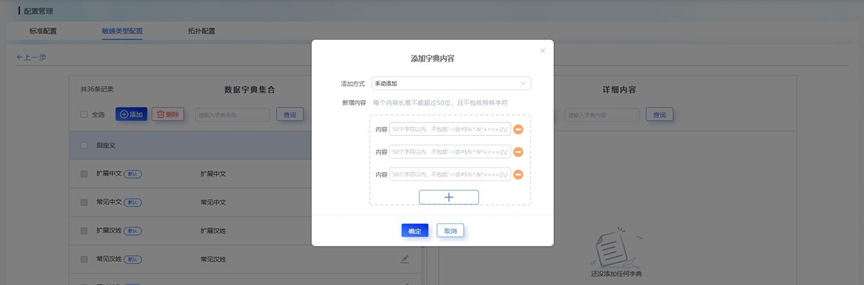 配置管理
标准配置 敏感类型配置 拓扑配置
←上一步
共36条记录 数据字典集合
全选 添加 删除 请输入字典名称 查询
自定义
扩展中文 默认 扩展中文
常见中文 默认 常见中文
扩展汉姓 默认 扩展汉姓
常见汉姓 默认 常见汉姓
默认
添加字典内容
添加方式 手动添加
新增内容 每个内容长度不能超过50位，且不包括特殊字符
内容 50个字符以内，不包括
内容 50个字符以内，不包括
内容 50个字符以内，不包括
确定 取消
详细内容
请输入字典内容 查询
还没添加任何字典